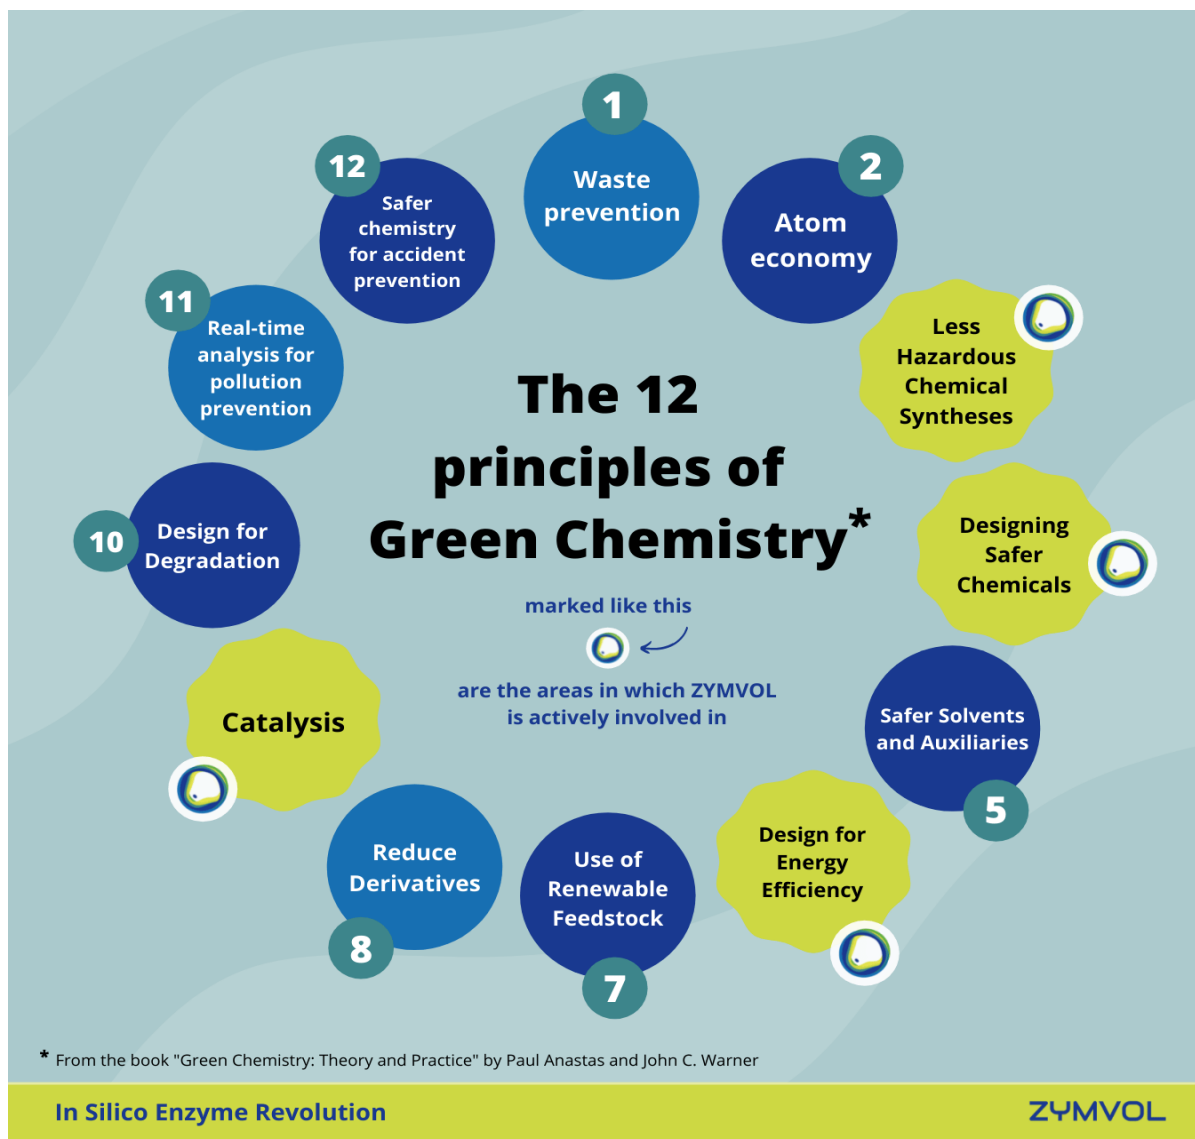 1
Waste
prevention
2
Atom
economy
Less
Hazardous
Chemical
Syntheses
Designing
Safer
Chemicals
Safer Solvents
and Auxiliaries
5
Design for
Energy
Efficiency
Use of
Renewable
Feedstock
7
Reduce
Derivatives
8
Catalysis
10
Design for
Degradation
11
Real-time
analysis for
pollution
prevention
12
Safer
chemistry
for accident
prevention
The 12
principles of
Green Chemistry*
marked like this
are the areas in which ZYMVOL
is actively involved in
* From the book "Green Chemistry: Theory and Practice" by Paul Anastas and John C. Warner
In Silico Enzyme Revolution
ZYMVOL